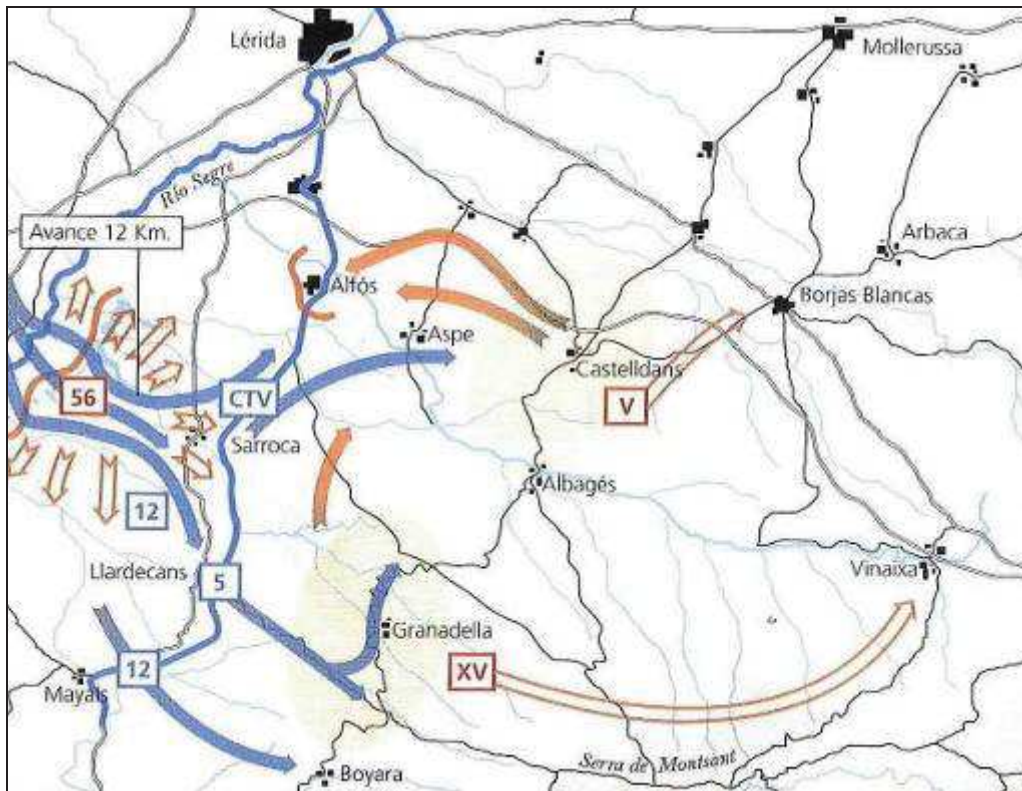 Lérida
Mollerussa
Río Segre
Avance 12 Km.
Arbaca
Alfós
Borjas Blancas
Aspe
Castelldans
56
CTV
V
Sarroca
Albagés
12
Llardecans
5
Vinaixa
Granadella
12
XV
Mayals
Serra de Montsant
Boyara